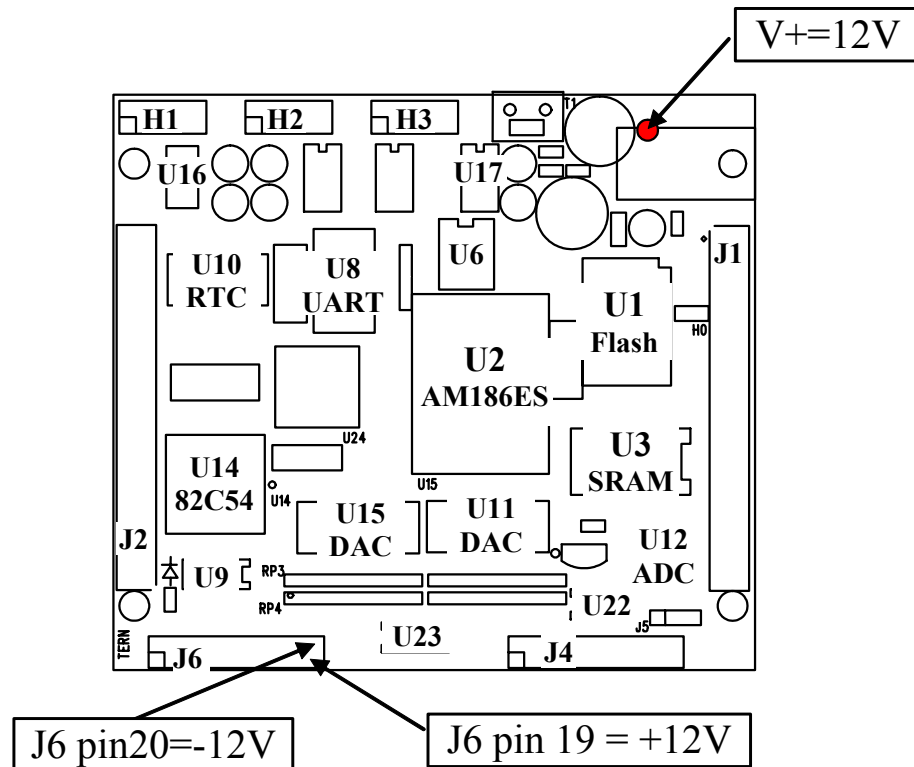 V+=12V
H1
H2
H3
T1
U16
U17
U10
RTC
U8
UART
U6
J1
U1
Flash
H0
U2
AM186ES
U24
U14
82C54
U14
U15
U3
SRAM
U15
DAC
U11
DAC
J2
U9
U12
ADC
RP3
RP4
U22
J5
TERN
U23
J6
J4
J6 pin20=-12V
J6 pin 19 = +12V